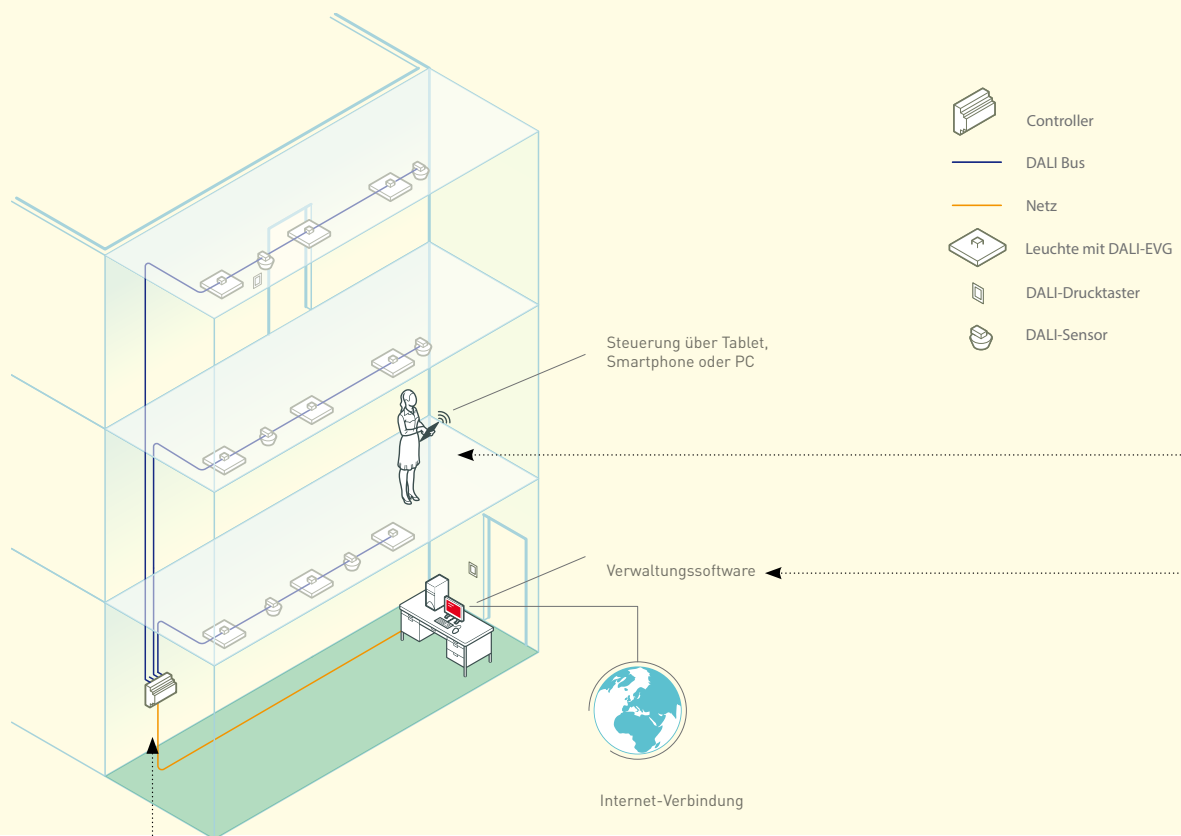 Controller
DALI Bus
Netz
Leuchte mit DALI-EVG
DALI-Drucktaster
DALI-Sensor
Steuerung über Tablet,
Smartphone oder PC
Verwaltungssoftware
Internet-Verbindung